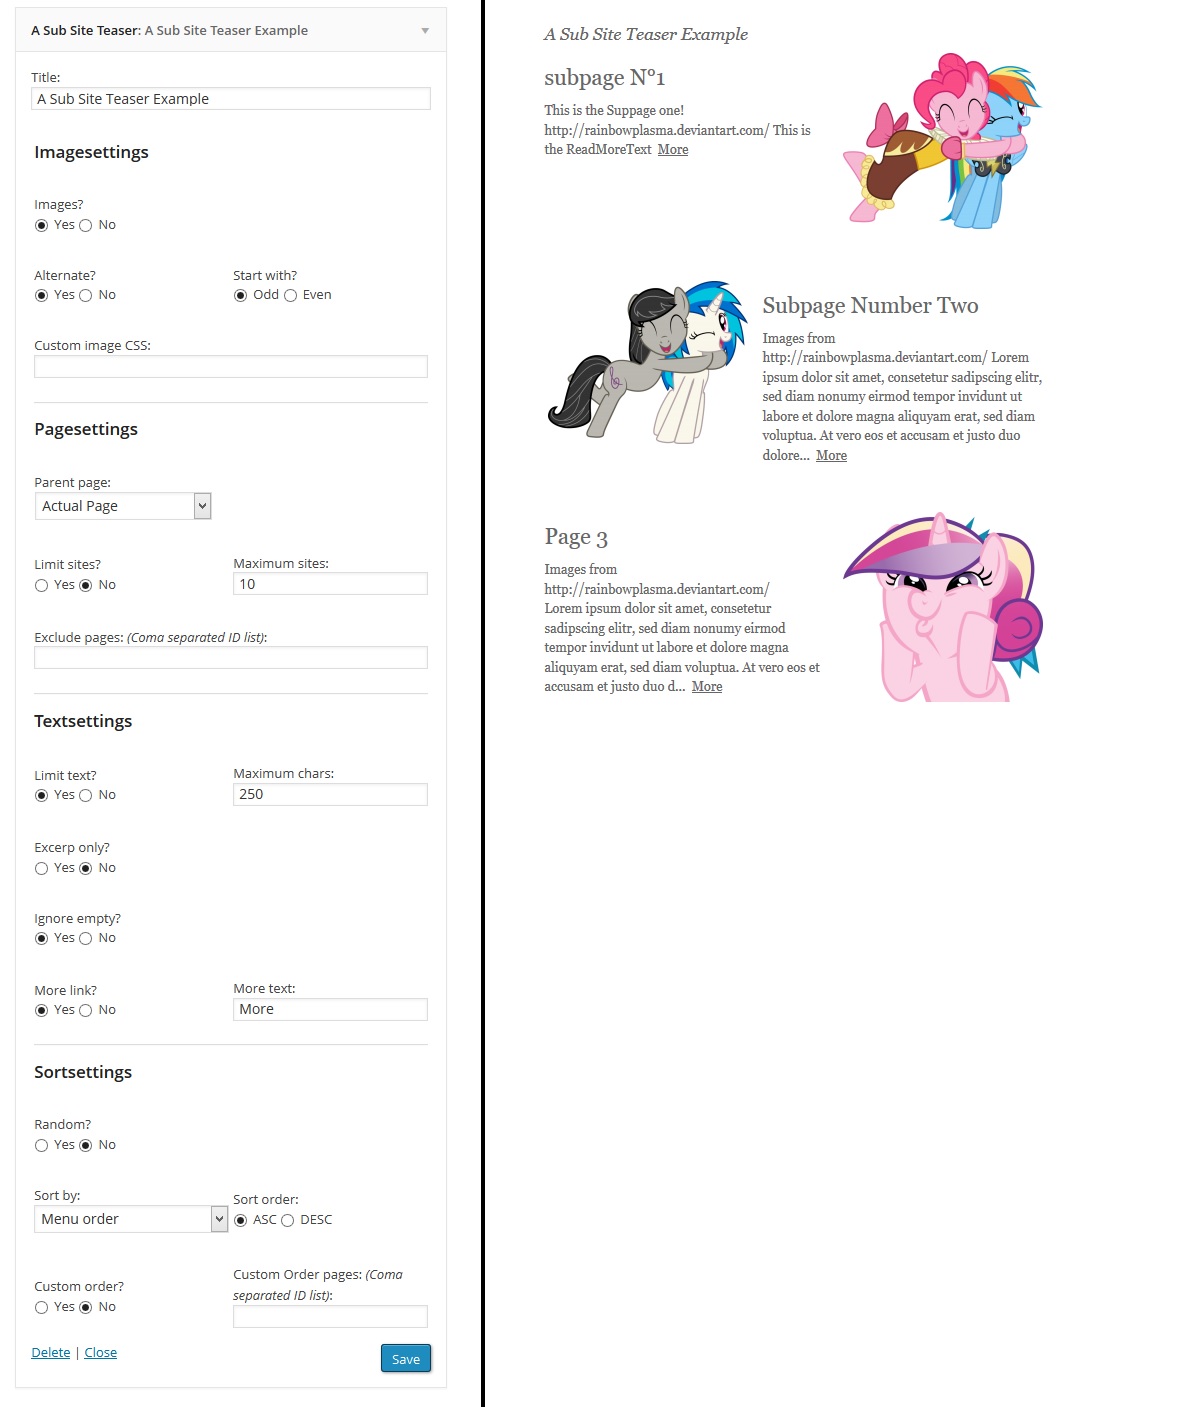 A Sub Site Teaser: A Sub Site Teaser Example
Title:
A Sub Site Teaser Example
Imagesettings
Images?
Yes No
Alternate? Start with?
Yes No Odd Even
Custom image CSS:
Pagesettings
Parent page:
Actual Page
Limit sites? Maximum sites:
Yes No 10
Exclude pages: (Coma separated ID list):
Textsettings
Limit text? Maximum chars:
Yes No 250
Excerp only?
Yes No
Ignore empty?
Yes No
More link? More text:
Yes No More
Sortsettings
Random?
Yes No
Sort by: Sort order:
Menu order ASC DESC
Custom order? Custom Order pages: (Coma
separated ID list):
Yes No
Delete | Close Save
A Sub Site Teaser Example
subpage N°1
This is the Suppage one!
http://rainbowplasma.deviantart.com/ This is
the ReadMoreText More
Subpage Number Two
Images from
http://rainbowplasma.deviantart.com/ Lorem
ipsum dolor sit amet, consetetur sadipscing elitr,
sed diam nonumy eirmod tempor invidunt ut
labore et dolore magna aliquyam erat, sed diam
voluptua. At vero eos et accusam et justo duo
dolore... More
Page 3
Images from
http://rainbowplasma.deviantart.com/
Lorem ipsum dolor sit amet, consetetur
sadipscing elitr, sed diam nonumy eirmod
tempor invidunt ut labore et dolore magna
aliquyam erat, sed diam voluptua. At vero eos et
accusam et justo duo d... More